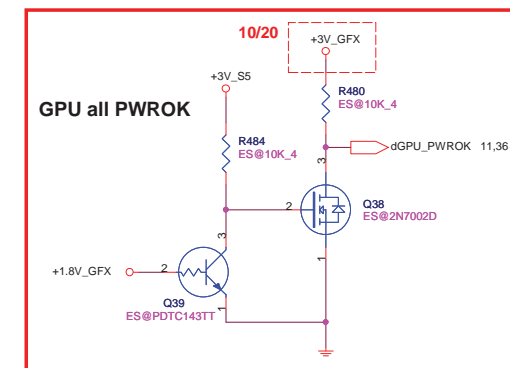 10/20
+3V_GFX
+3V_S5
R480
ES@10K_4
GPU all PWROK
R484
ES@10K_4
dGPU_PWROK 11,36
3
2
Q38
ES@2N7002D
3
1
+1.8V_GFX
2
Q39
1
ES@PDTC143TT